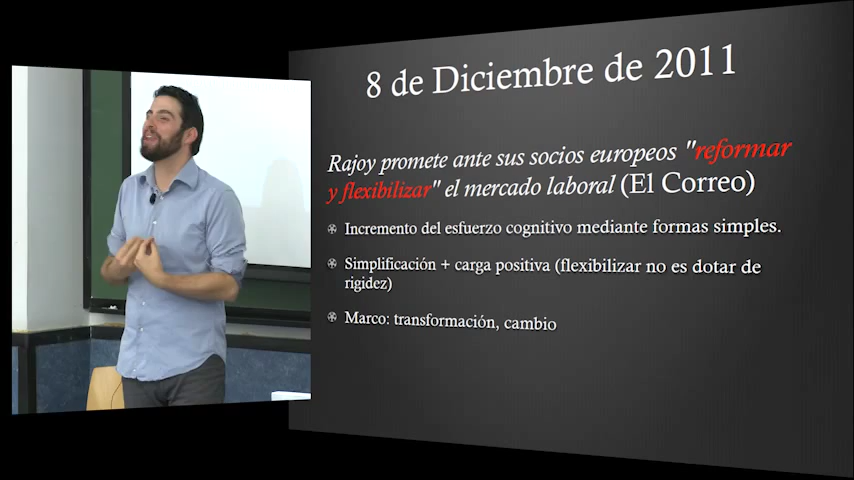 8 de Diciembre de 2011
Rajoy promete ante sus socios europeos "reformar
y flexibilizar" el mercado laboral (El Correo)
Incremento del esfuerzo cognitivo mediante formas simples.
Simplificación + carga positiva (flexibilizar no es dotar de
rigidez)
Marco: transformación, cambio